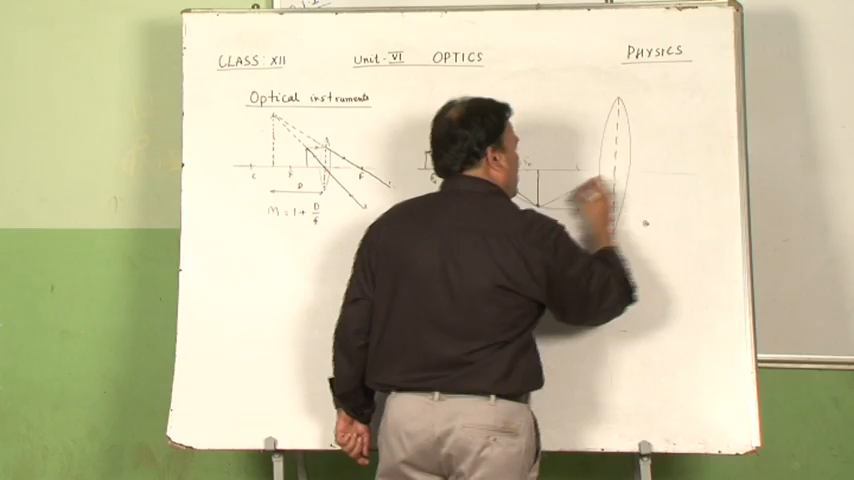 CLASS: XII Unit-VI OPTICS PHYSICS
Optical instruments
C F F
D
M = 1 + D/f